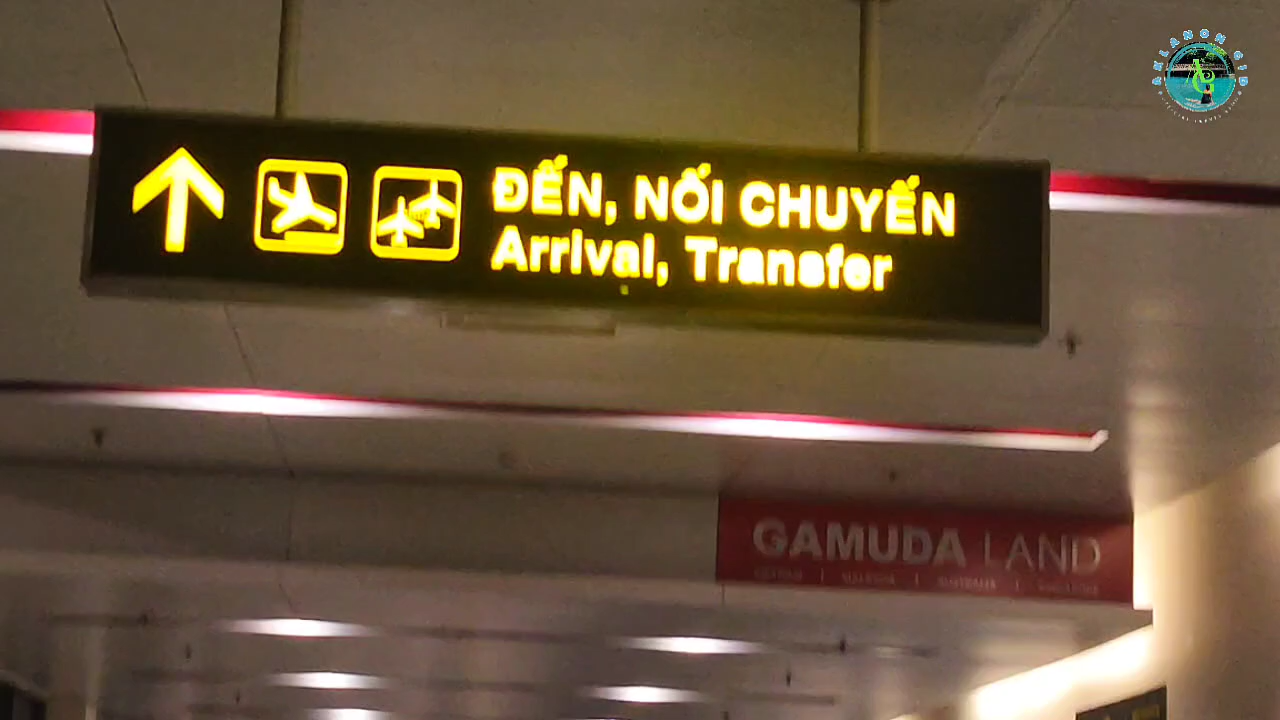 ĐẾN, NỐI CHUYẾN
Arrival, Transfer
GAMUDA LAND